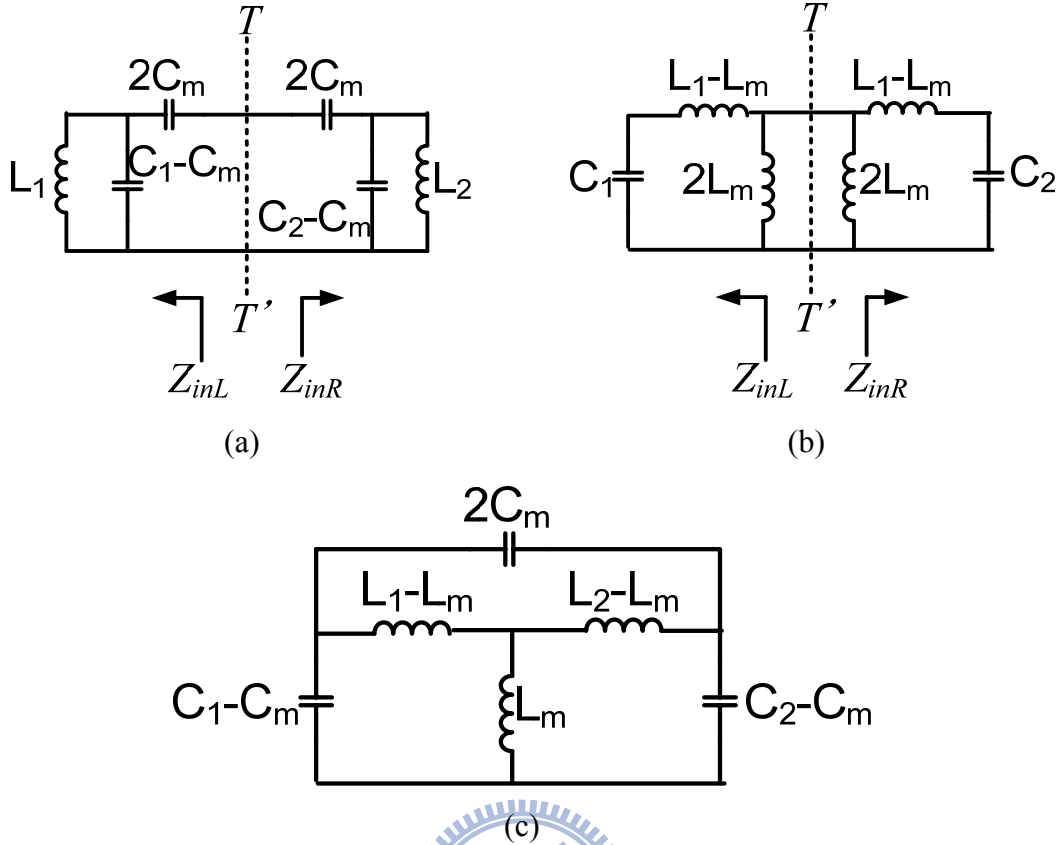 T T
2Cm 2Cm L1-Lm L1-Lm
L1 C1-Cm C2-Cm L2 C1 2Lm 2Lm C2
T' T'
ZinL ZinR ZinL ZinR
(a) (b)
2Cm
L1-Lm L2-Lm
C1-Cm Lm C2-Cm
(c)